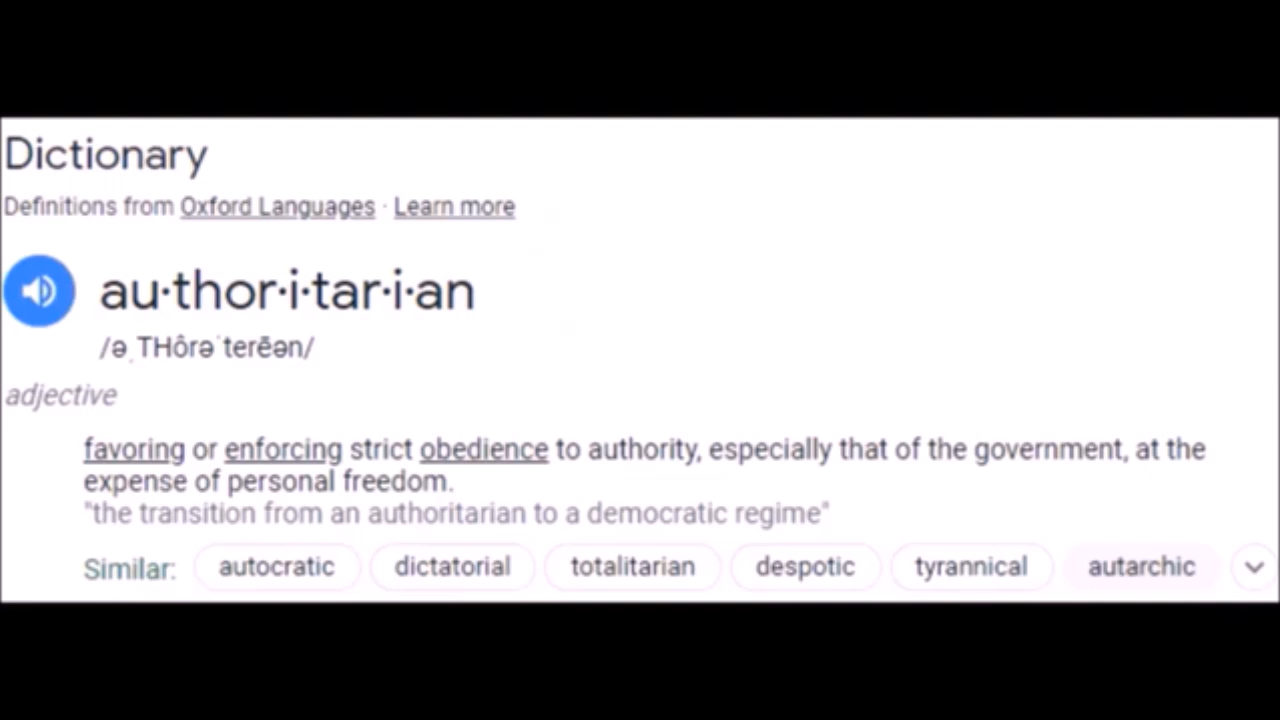 Dictionary
Definitions from Oxford Languages · Learn more
au·thor·i·tar·i·an
/əˌTHôrəˈterēən/
adjective
favoring or enforcing strict obedience to authority, especially that of the government, at the
expense of personal freedom.
"the transition from an authoritarian to a democratic regime"
Similar: autocratic dictatorial totalitarian despotic tyrannical autarchic